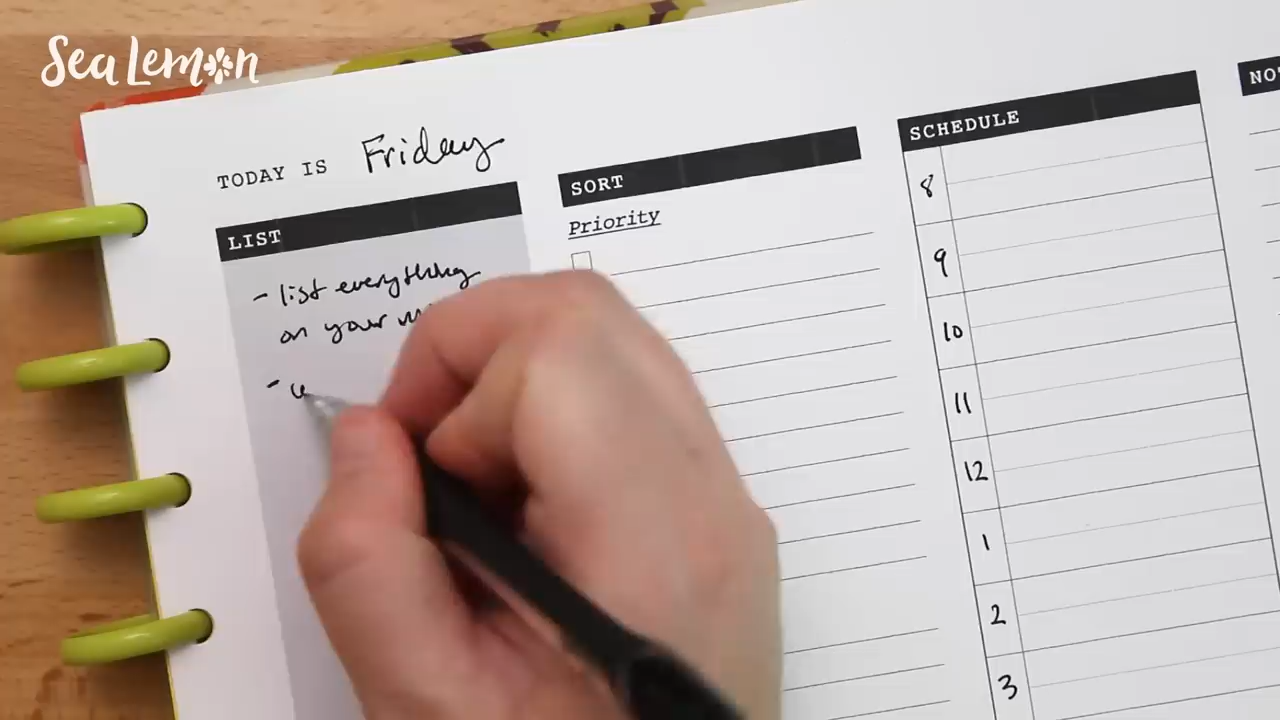 Sea Lemon
TODAY IS Friday
LIST
- list everything
on your
-
SORT
Priority
SCHEDULE
8
9
10
11
12
1
2
3